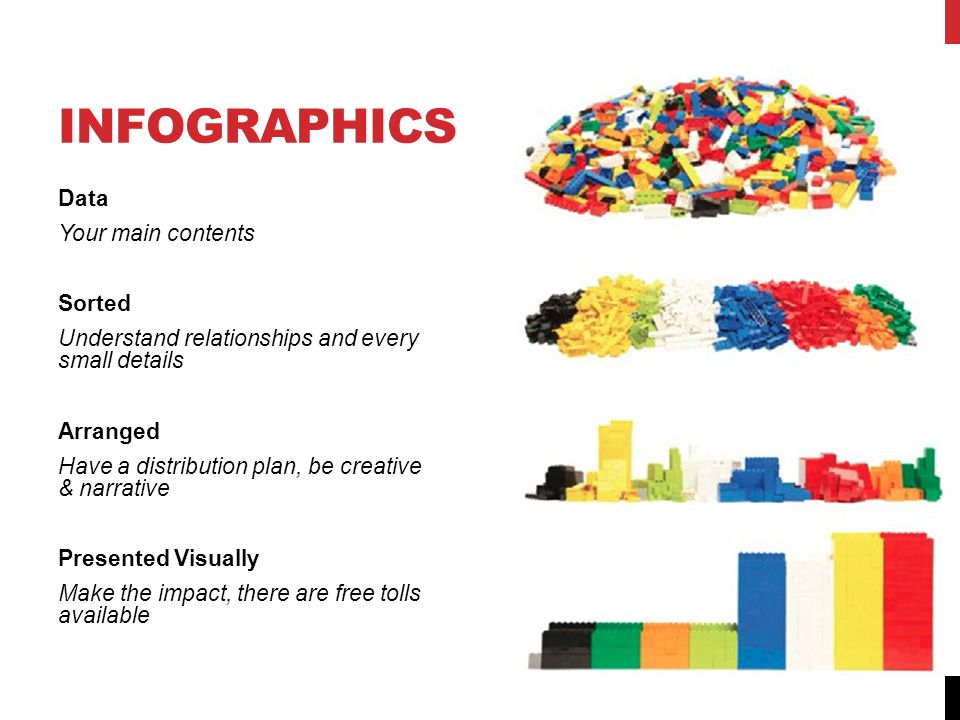 INFOGRAPHICS
Data
Your main contents
Sorted
Understand relationships and every
small details
Arranged
Have a distribution plan, be creative
& narrative
Presented Visually
Make the impact, there are free tolls
available